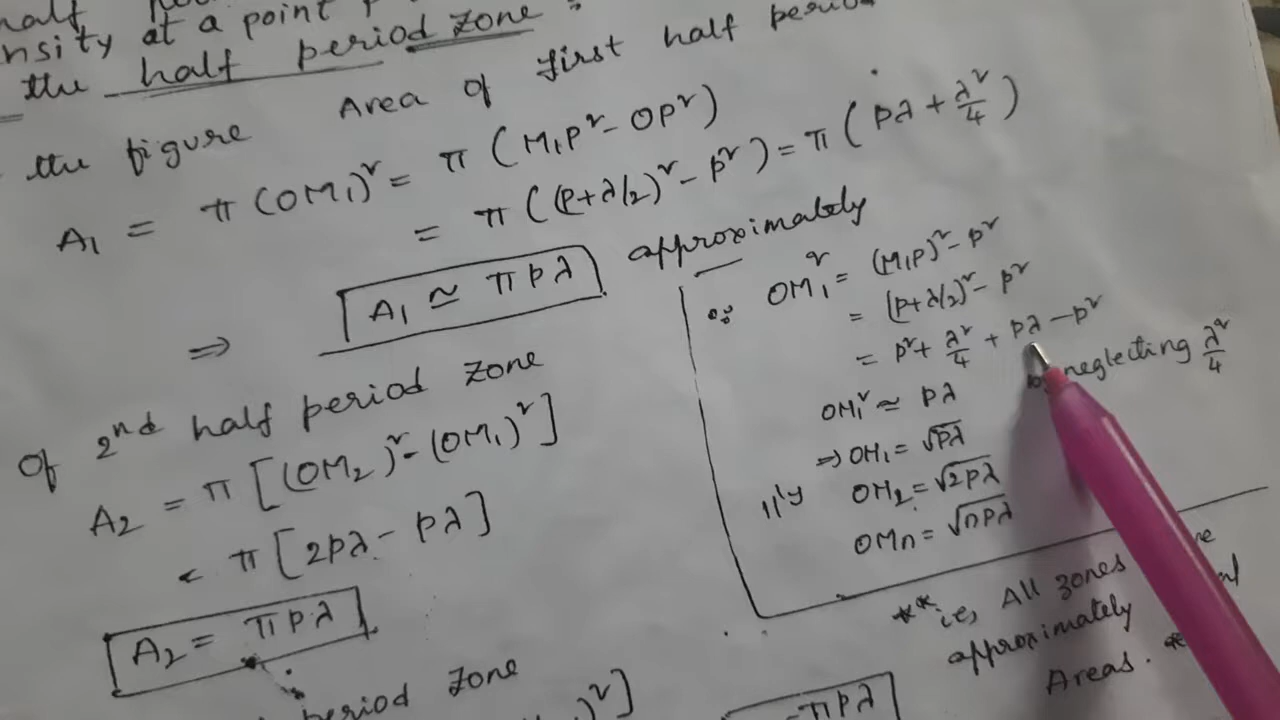 nsity at a point
the half period zone :
the figure Area of first half
A₁ = π (OM₁)² = π (M₁P² - OP²)
= π ((p+λ/2)² - p²) = π (pλ + λ²/4)
⇒ A₁ ≃ πpλ approximately
∵ OM₁² = (M₁P)² - p²
= (p+λ/2)² - p²
= p² + λ²/4 + pλ - p²
neglecting λ²/4
OM₁² ≃ pλ
⇒ OM₁ = √pλ
||ly OM₂ = √2pλ
OMn = √npλ
Of 2nd half period zone
A₂ = π [(OM₂)² - (OM₁)²]
π [2pλ - pλ]
A₂ = πpλ
** ie, All zones
approximately
Areas.
period zone
)²]
πpλ